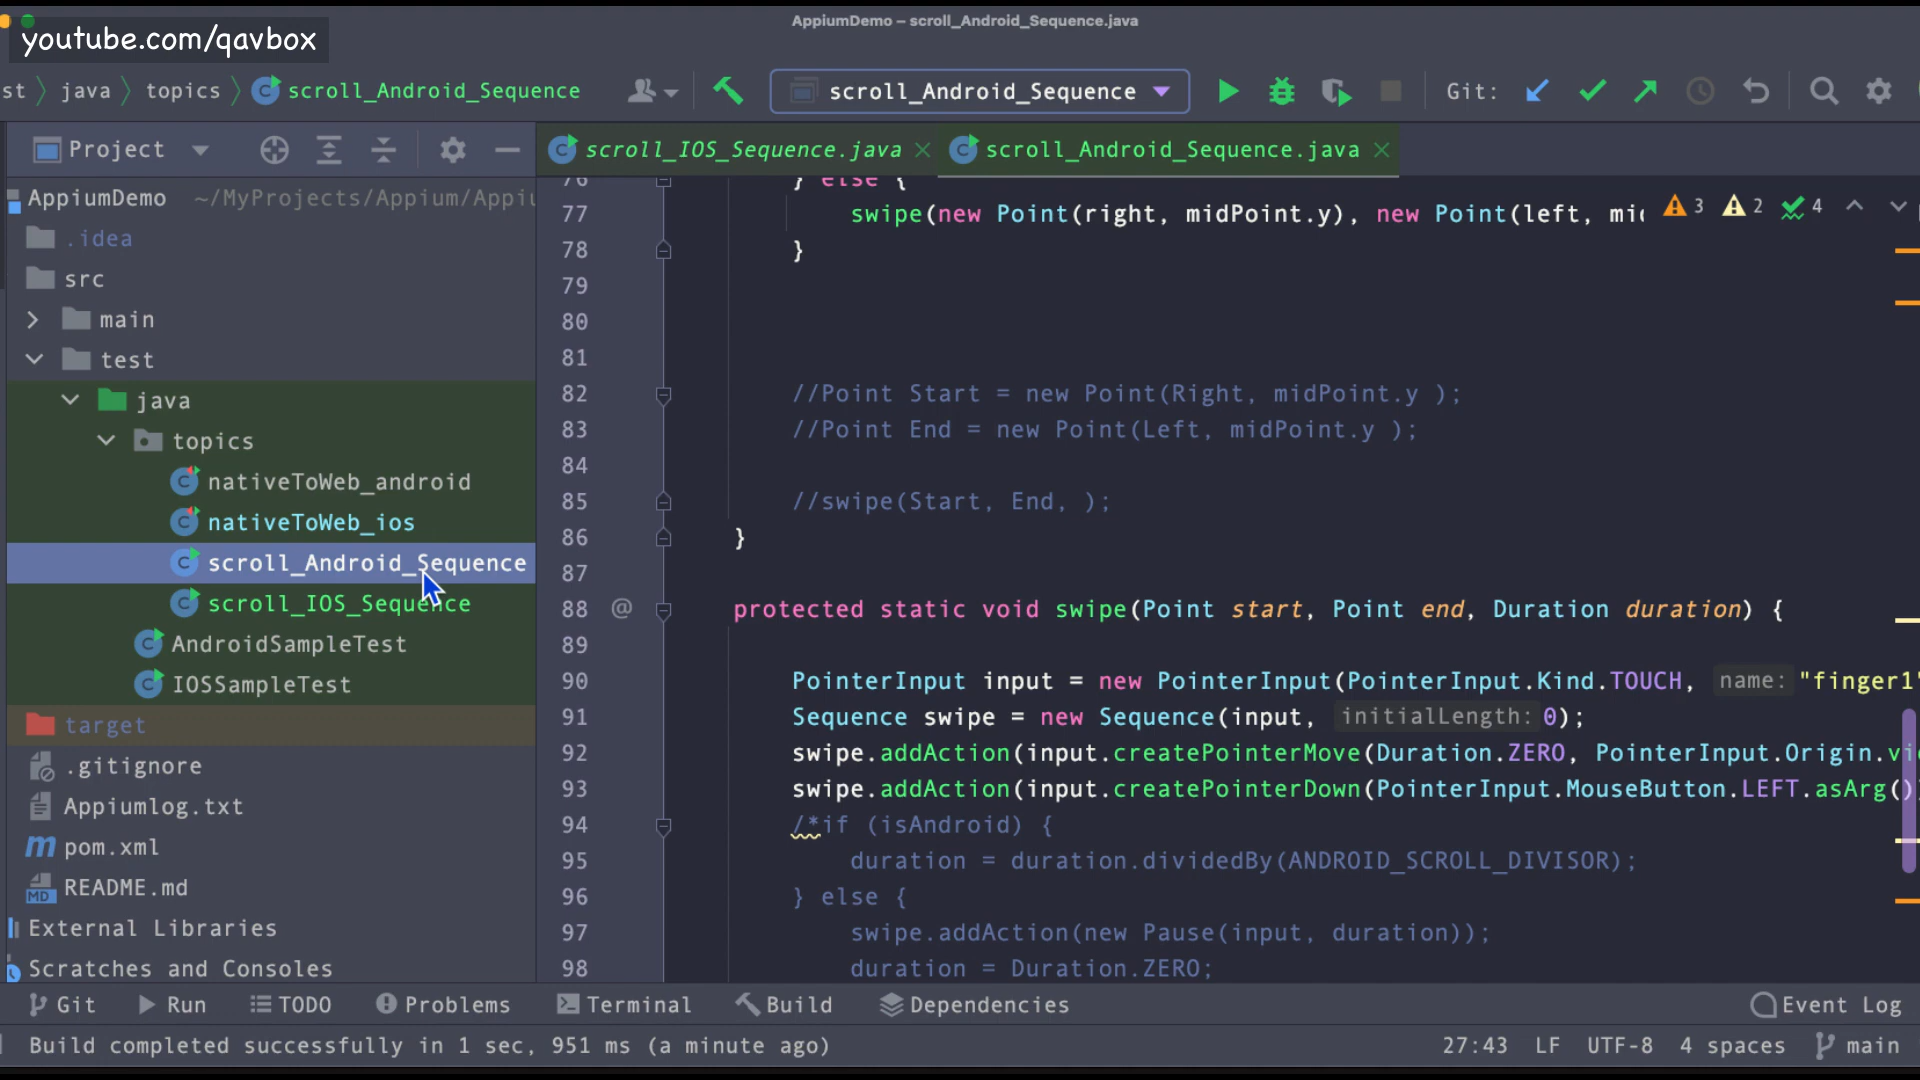 AppiumDemo – scroll_Android_Sequence.java
youtube.com/qavbox
st java topics scroll_Android_Sequence
scroll_Android_Sequence
Git:
Project
scroll_IOS_Sequence.java
scroll_Android_Sequence.java
AppiumDemo ~/MyProjects/Appium/Appiu
.idea
src
main
test
java
topics
nativeToWeb_android
nativeToWeb_ios
scroll_Android_Sequence
scroll_IOS_Sequence
AndroidSampleTest
IOSSampleTest
target
.gitignore
Appiumlog.txt
pom.xml
README.md
External Libraries
Scratches and Consoles
3 2 4
76 } else {
77 swipe(new Point(right, midPoint.y), new Point(left, mi
78 }
79
80
81
82 //Point Start = new Point(Right, midPoint.y );
83 //Point End = new Point(Left, midPoint.y );
84
85 //swipe(Start, End, );
86 }
87
88 @ protected static void swipe(Point start, Point end, Duration duration) {
89
90 PointerInput input = new PointerInput(PointerInput.Kind.TOUCH, name: "finger1"
91 Sequence swipe = new Sequence(input, initialLength: 0);
92 swipe.addAction(input.createPointerMove(Duration.ZERO, PointerInput.Origin.vi
93 swipe.addAction(input.createPointerDown(PointerInput.MouseButton.LEFT.asArg()
94 /*if (isAndroid) {
95 duration = duration.dividedBy(ANDROID_SCROLL_DIVISOR);
96 } else {
97 swipe.addAction(new Pause(input, duration));
98 duration = Duration.ZERO;
Git Run TODO Problems Terminal Build Dependencies Event Log
Build completed successfully in 1 sec, 951 ms (a minute ago) 27:43 LF UTF-8 4 spaces main